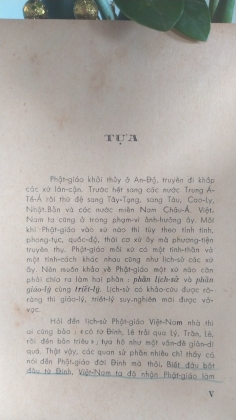 TỰA
Phật-giáo khởi thủy ở An-Độ, truyền đi khắp
các xứ lân-cận. Trước hết sang các nước Trung Á-
Tế-Á rồi thứ đệ sang Tây-Tạng, sang Tàu, Cao-Ly,
Nhật-Bản và các nước miền Nam Châu-Á. Việt-
Nam ta cũng ở trong phạm-vi ảnh-hưởng ấy. Mỗi
khi Phật-giáo vào xứ nào thì tùy theo tính tình,
phong-tục, quốc-độ, thời cơ xứ ấy mà phương-tiện
truyền thụ. Phật-giáo mỗi xứ có một tinh-thần và
một tính-cách khác nhau cũng như lịch-sử các xứ
ấy. Nên muốn khảo về Phật-giáo một xứ nào cần
phải chia ra làm hai phần : phần lịch-sử và phần
giáo-lý cùng triết-lý. Lịch-sử có khảo-cứu được rõ-
ràng thì giáo-lý, triết-lý suy-nghiên mới được vỡ-
vạc.
Hỏi đến lịch-sử Phật-giáo Việt-Nam nhà thì
ai cũng bảo : «có từ Đinh, Lê trải qua Lý, Trần, Lê,
rồi đến bản triều», tựa hồ như một vấn-đề giản-dị
quá. Thật vậy, các quan sử phần nhiều chỉ thấy có
nói đến Phật-giáo đời Đinh mà thôi. Biết đâu bắt
đầu từ Đinh, Việt-Nam ta đã nhận Phật-giáo làm
V